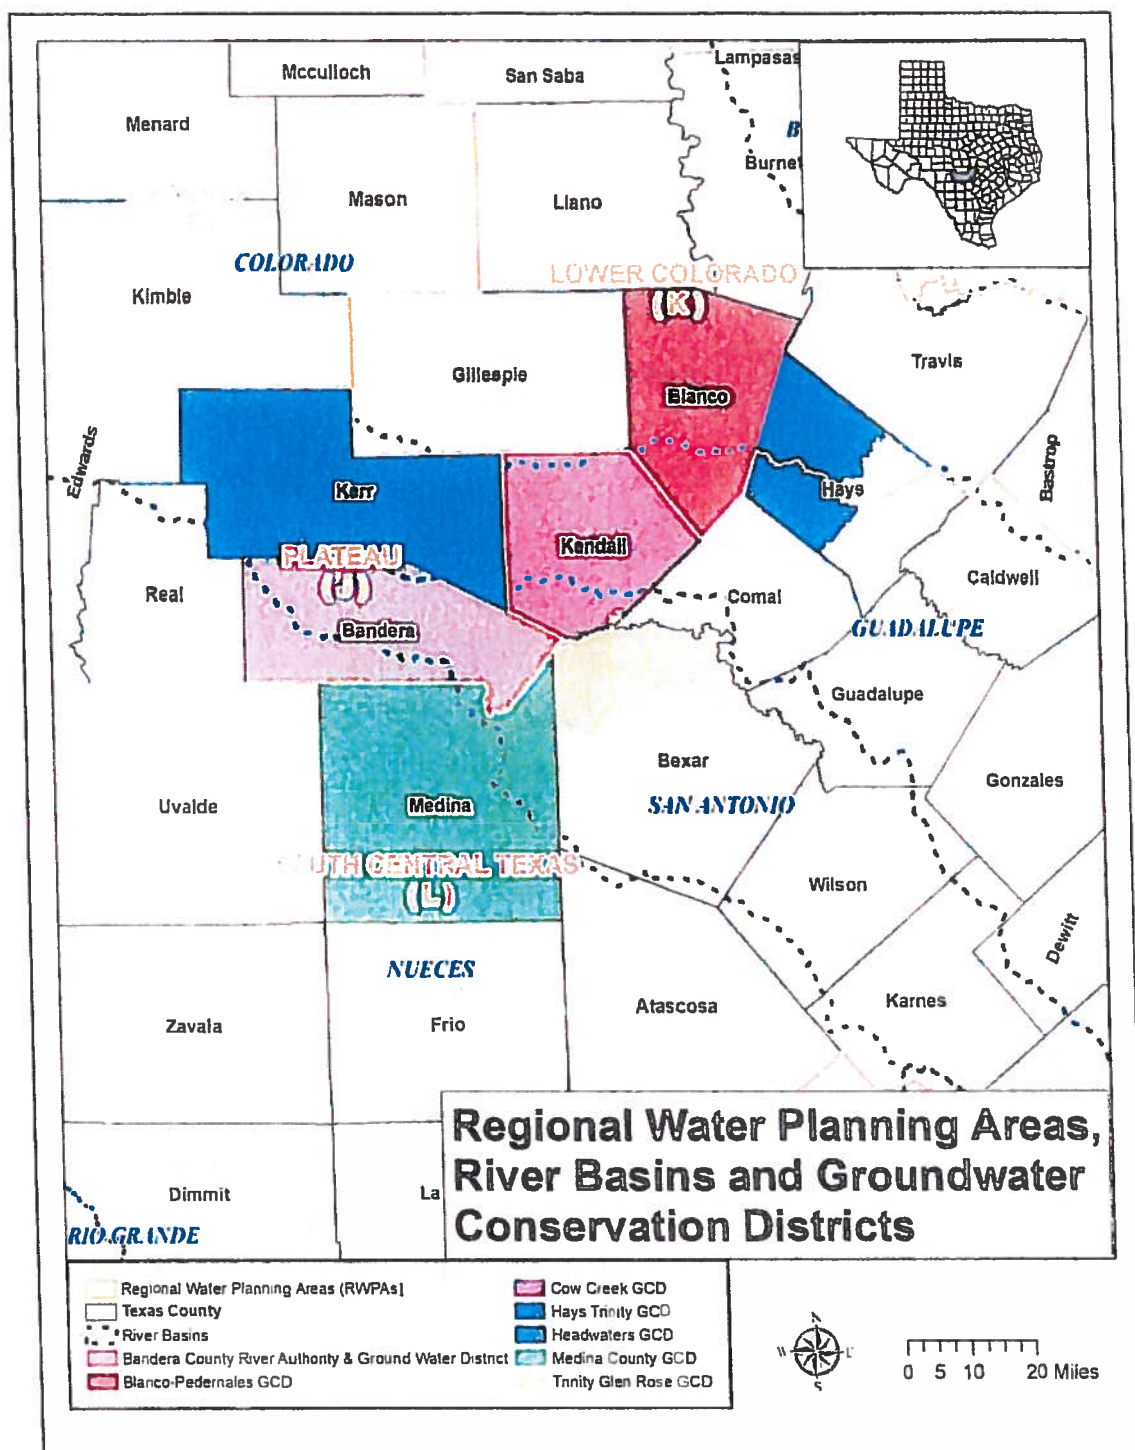 Mcculloch
San Saba
Lampasas
Menard
B
Burnet
Mason
Llano
COLORADO
LOWER COLORADO
(K)
Kimble
Travis
Gillespie
Blanco
Edwards
Bastrop
Kerr
Hays
Kendall
PLATEAU
(J)
Caldwell
Real
Comal
Bandera
GUADALUPE
Guadalupe
Bexar
Gonzales
Uvalde
Medina
SAN ANTONIO
UTH CENTRAL TEXAS
(L)
Wilson
Dewitt
NUECES
Atascosa
Karnes
Zavala
Frio
Regional Water Planning Areas,
River Basins and Groundwater
Conservation Districts
Dimmit
La
RIO GRANDE
Regional Water Planning Areas (RWPAs)
Texas County
River Basins
Bandera County River Authority & Ground Water District
Blanco-Pedernales GCD
Cow Creek GCD
Hays Trinity GCD
Headwaters GCD
Medina County GCD
Trinity Glen Rose GCD
N
W E
S
0 5 10 20 Miles